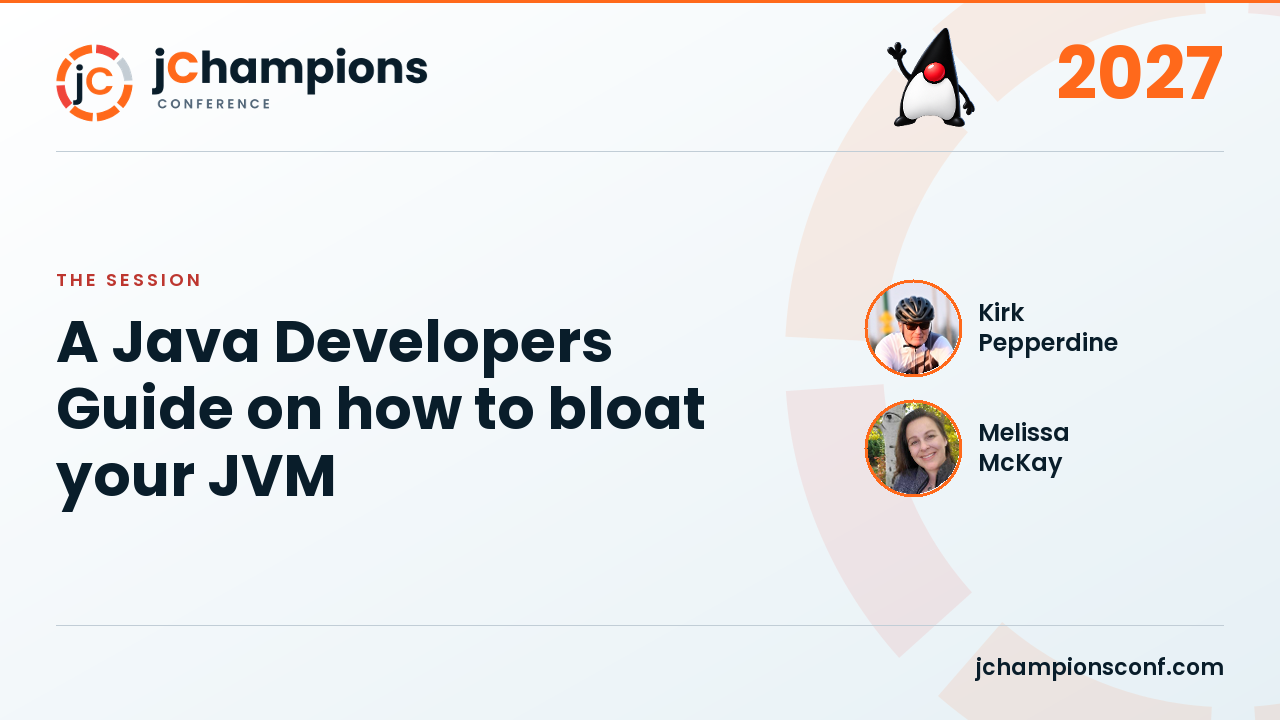 jC
jChampions
CONFERENCE
2027
THE SESSION
A Java Developers
Guide on how to bloat
your JVM
Kirk
Pepperdine
Melissa
McKay
jchampionsconf.com